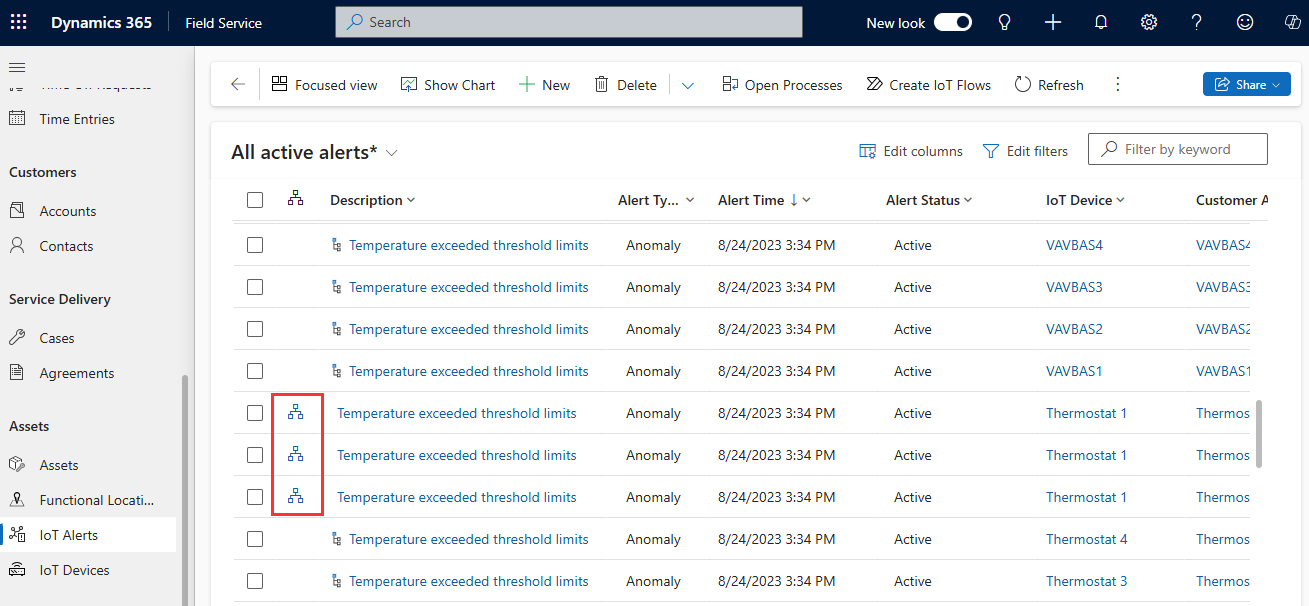 Dynamics 365 Field Service Search New look
Focused view Show Chart New Delete Open Processes Create IoT Flows Refresh Share
Time Entries
Customers
Accounts
Contacts
Service Delivery
Cases
Agreements
Assets
Assets
Functional Locati...
IoT Alerts
IoT Devices
All active alerts* Edit columns Edit filters Filter by keyword
Description Alert Ty... Alert Time ↓ Alert Status IoT Device Customer A
Temperature exceeded threshold limits Anomaly 8/24/2023 3:34 PM Active VAVBAS4 VAVBAS4
Temperature exceeded threshold limits Anomaly 8/24/2023 3:34 PM Active VAVBAS3 VAVBAS3
Temperature exceeded threshold limits Anomaly 8/24/2023 3:34 PM Active VAVBAS2 VAVBAS2
Temperature exceeded threshold limits Anomaly 8/24/2023 3:34 PM Active VAVBAS1 VAVBAS1
Temperature exceeded threshold limits Anomaly 8/24/2023 3:34 PM Active Thermostat 1 Thermos
Temperature exceeded threshold limits Anomaly 8/24/2023 3:34 PM Active Thermostat 1 Thermos
Temperature exceeded threshold limits Anomaly 8/24/2023 3:34 PM Active Thermostat 1 Thermos
Temperature exceeded threshold limits Anomaly 8/24/2023 3:34 PM Active Thermostat 4 Thermos
Temperature exceeded threshold limits Anomaly 8/24/2023 3:34 PM Active Thermostat 3 Thermos